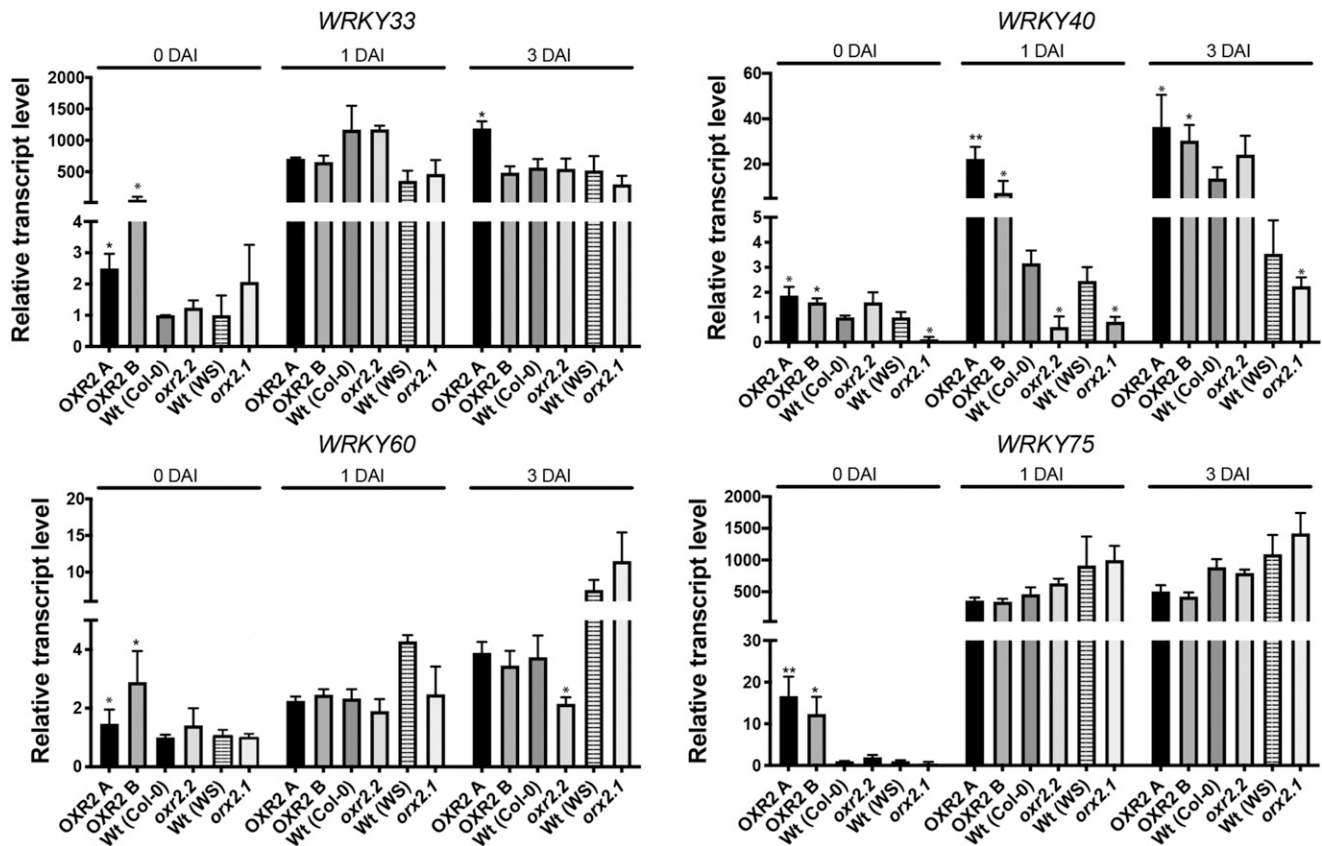 WRKY33
0 DAI 1 DAI 3 DAI
Relative transcript level
2000
1500
1000
500
4
3
2
1
0
* * *
OXR2 A OXR2 B Wt (Col-0) oxr2.2 Wt (WS) orx2.1 OXR2 A OXR2 B Wt (Col-0) oxr2.2 Wt (WS) orx2.1 OXR2 A OXR2 B Wt (Col-0) oxr2.2 Wt (WS) orx2.1
WRKY40
0 DAI 1 DAI 3 DAI
Relative transcript level
60
40
20
5
4
3
2
1
0
* * * ** * * * * * *
OXR2 A OXR2 B Wt (Col-0) oxr2.2 Wt (WS) orx2.1 OXR2 A OXR2 B Wt (Col-0) oxr2.2 Wt (WS) orx2.1 OXR2 A OXR2 B Wt (Col-0) oxr2.2 Wt (WS) orx2.1
WRKY60
0 DAI 1 DAI 3 DAI
Relative transcript level
20
15
10
4
2
0
* * *
OXR2 A OXR2 B Wt (Col-0) oxr2.2 Wt (WS) orx2.1 OXR2 A OXR2 B Wt (Col-0) oxr2.2 Wt (WS) orx2.1 OXR2 A OXR2 B Wt (Col-0) oxr2.2 Wt (WS) orx2.1
WRKY75
0 DAI 1 DAI 3 DAI
Relative transcript level
2000
1500
1000
500
30
20
10
0
** *
OXR2 A OXR2 B Wt (Col-0) oxr2.2 Wt (WS) orx2.1 OXR2 A OXR2 B Wt (Col-0) oxr2.2 Wt (WS) orx2.1 OXR2 A OXR2 B Wt (Col-0) oxr2.2 Wt (WS) orx2.1